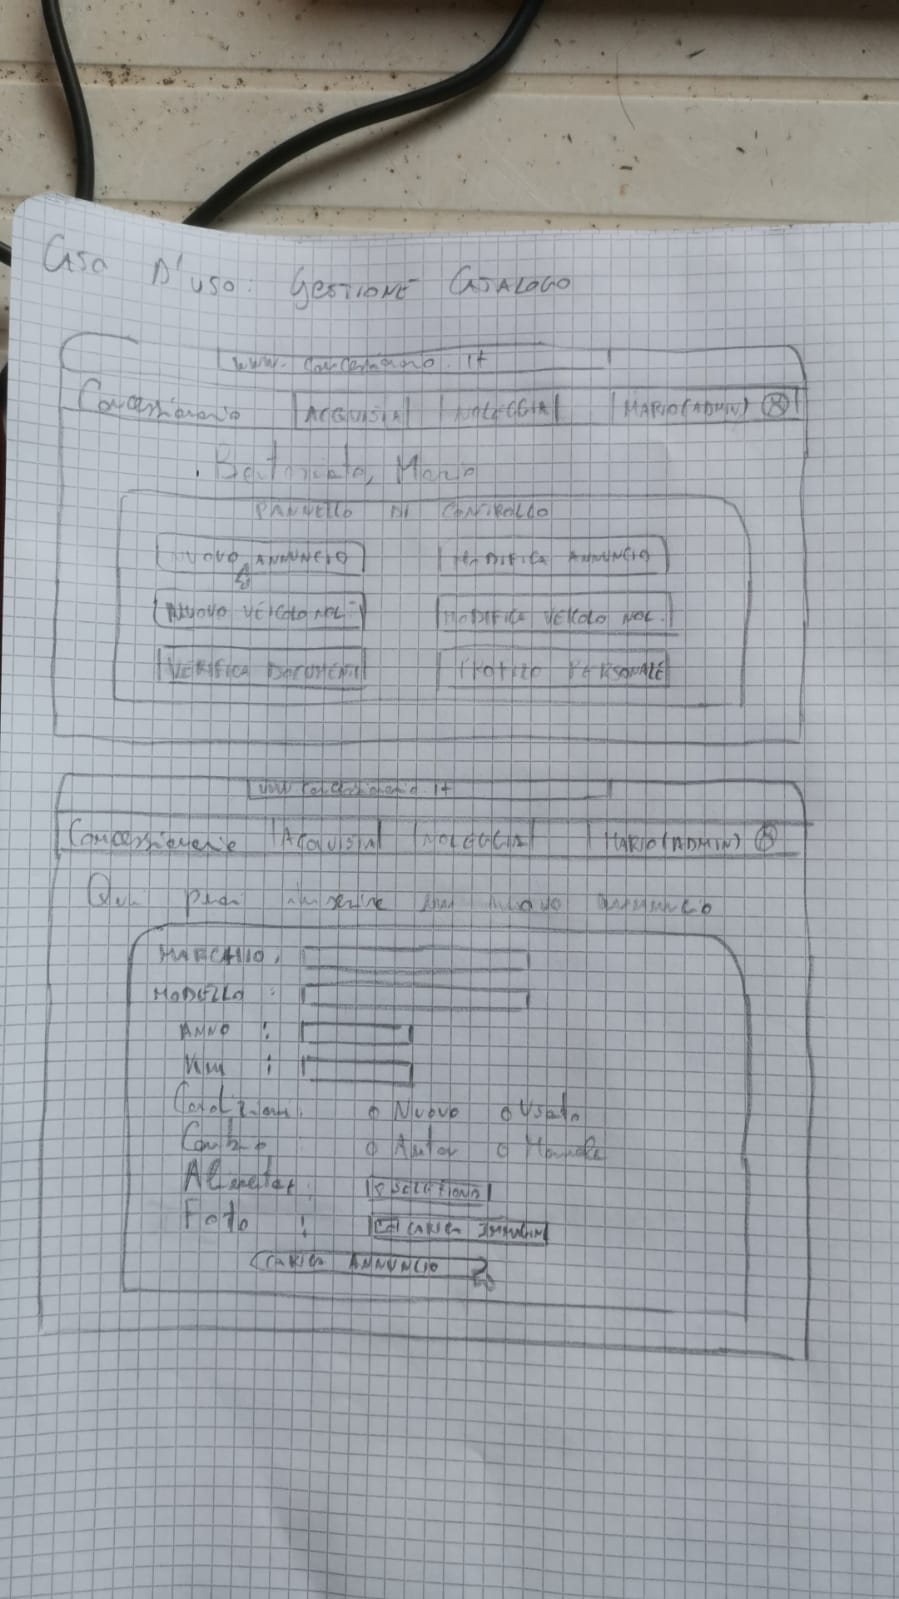 Caso D'uso: Gestione Catalogo
www. concessionario .it
Concessionario ACQUISTA NOLEGGIA MARIO (ADMIN)
Bentornato, Mario
PANNELLO DI CONTROLLO
NUOVO ANNUNCIO MODIFICA ANNUNCIO
NUOVO VEICOLO NOL. MODIFICA VEICOLO NOL.
VERIFICA DOCUMENTI PROFILO PERSONALE
www.concessionario.it
Concessionario ACQUISTA NOLEGGIA MARIO (ADMIN)
Qui puoi inserire un nuovo annuncio
MARCHIO:
MODELLO :
ANNO :
Km :
Condizioni: Nuovo Usato
Cambio : Autom Manuale
Alimentaz : SELEZIONA
Foto : CARICA IMMAGINI
CARICA ANNUNCIO